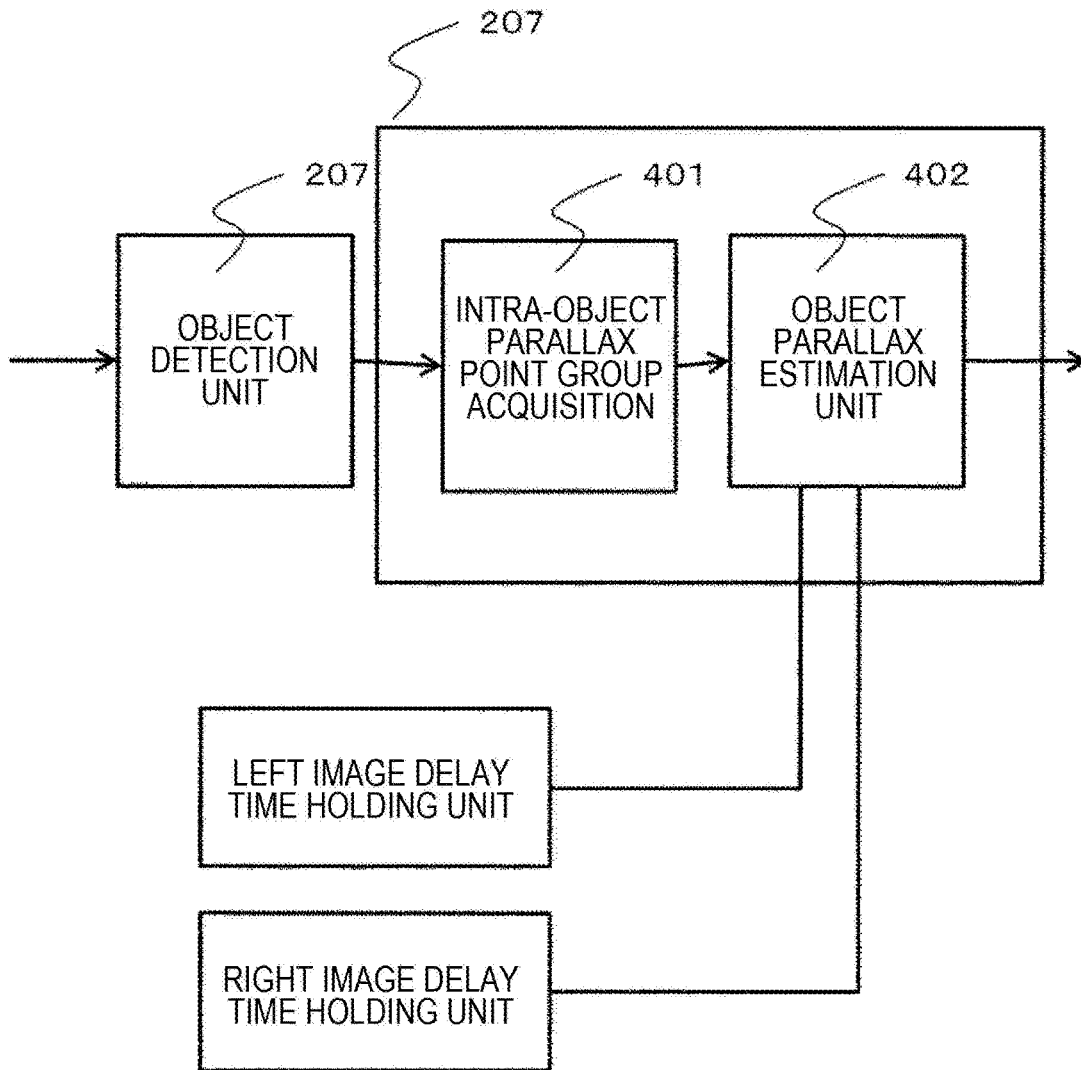 207
207
401
402
OBJECT
DETECTION
UNIT
INTRA-OBJECT
PARALLAX
POINT GROUP
ACQUISITION
OBJECT
PARALLAX
ESTIMATION
UNIT
LEFT IMAGE DELAY
TIME HOLDING UNIT
RIGHT IMAGE DELAY
TIME HOLDING UNIT